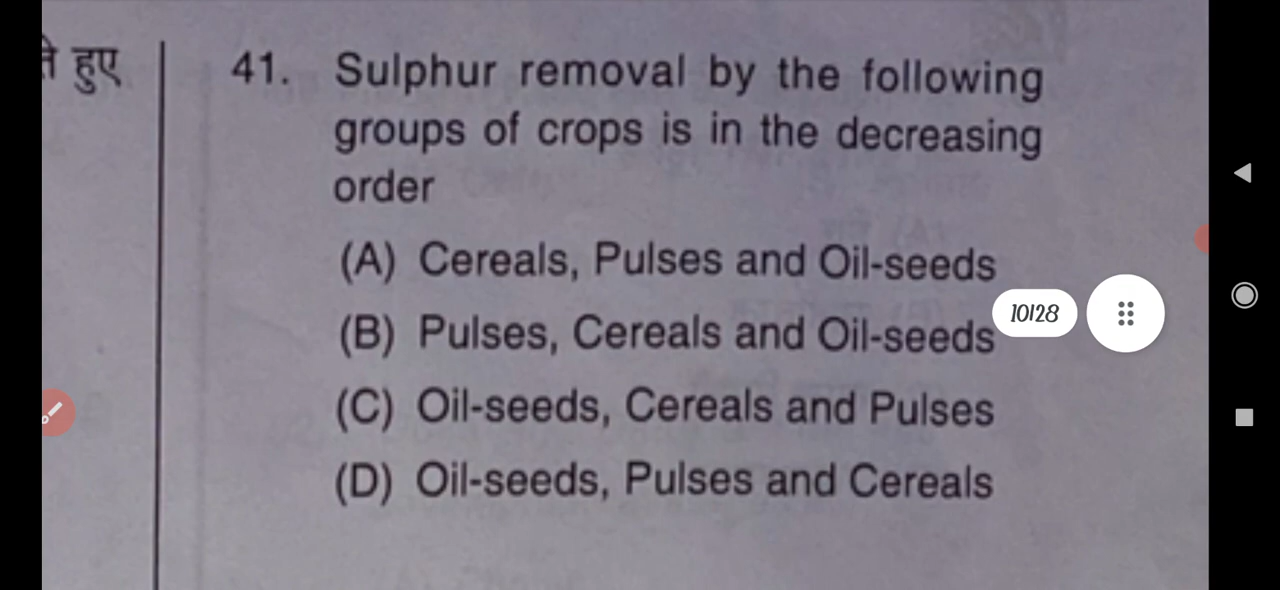 ते हुए
41. Sulphur removal by the following
groups of crops is in the decreasing
order
(A) Cereals, Pulses and Oil-seeds
(B) Pulses, Cereals and Oil-seeds
(C) Oil-seeds, Cereals and Pulses
(D) Oil-seeds, Pulses and Cereals
10/28